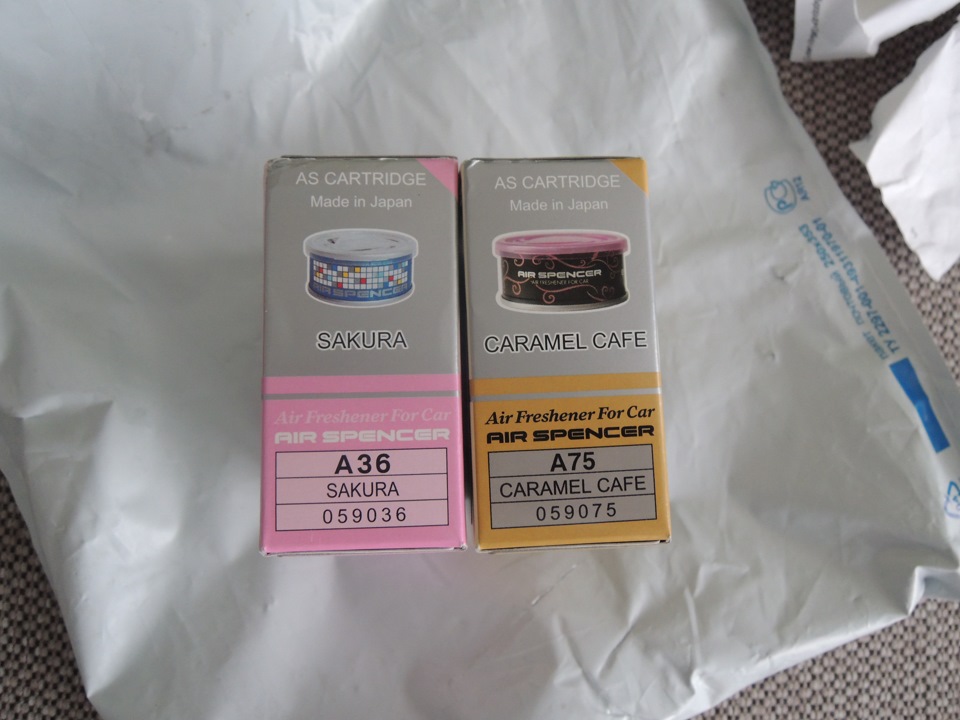 AS CARTRIDGE
Made in Japan
AIR SPENCER
SAKURA
Air Freshener For Car
AIR SPENCER
A36
SAKURA
059036
AS CARTRIDGE
Made in Japan
AIR SPENCER
AIR FRESHENER FOR CAR
CARAMEL CAFE
Air Freshener For Car
AIR SPENCER
A75
CARAMEL CAFE
059075